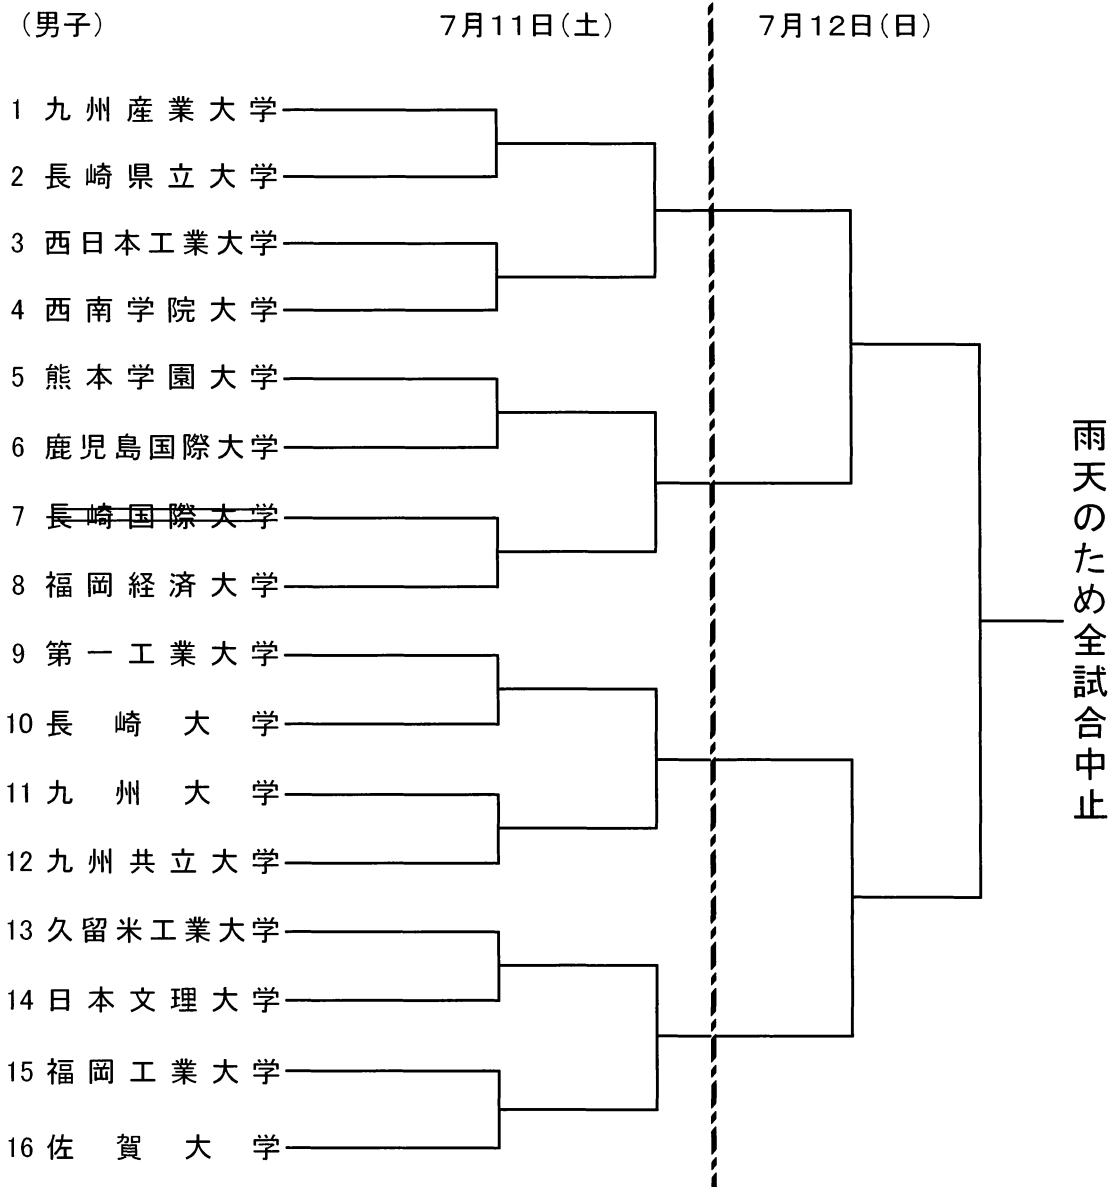 （男子） 7月11日（土） 7月12日（日）
1 九州産業大学
2 長崎県立大学
3 西日本工業大学
4 西南学院大学
5 熊本学園大学
6 鹿児島国際大学
7 長崎国際大学
8 福岡経済大学
9 第一工業大学
10 長崎大学
11 九州大学
12 九州共立大学
13 久留米工業大学
14 日本文理大学
15 福岡工業大学
16 佐賀大学
雨天のため全試合中止